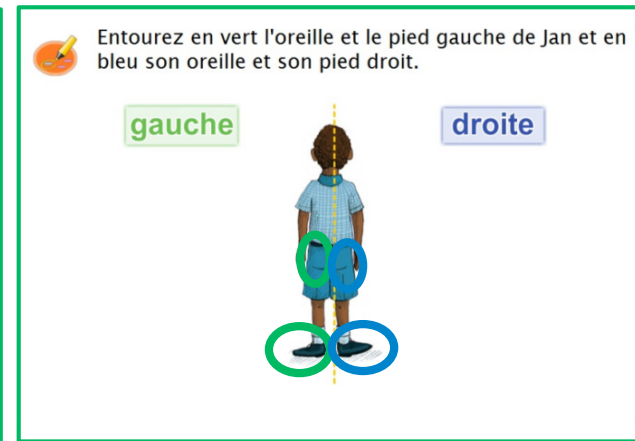 Entourez en vert l'oreille et le pied gauche de Jan et en
bleu son oreille et son pied droit.
gauche
droite